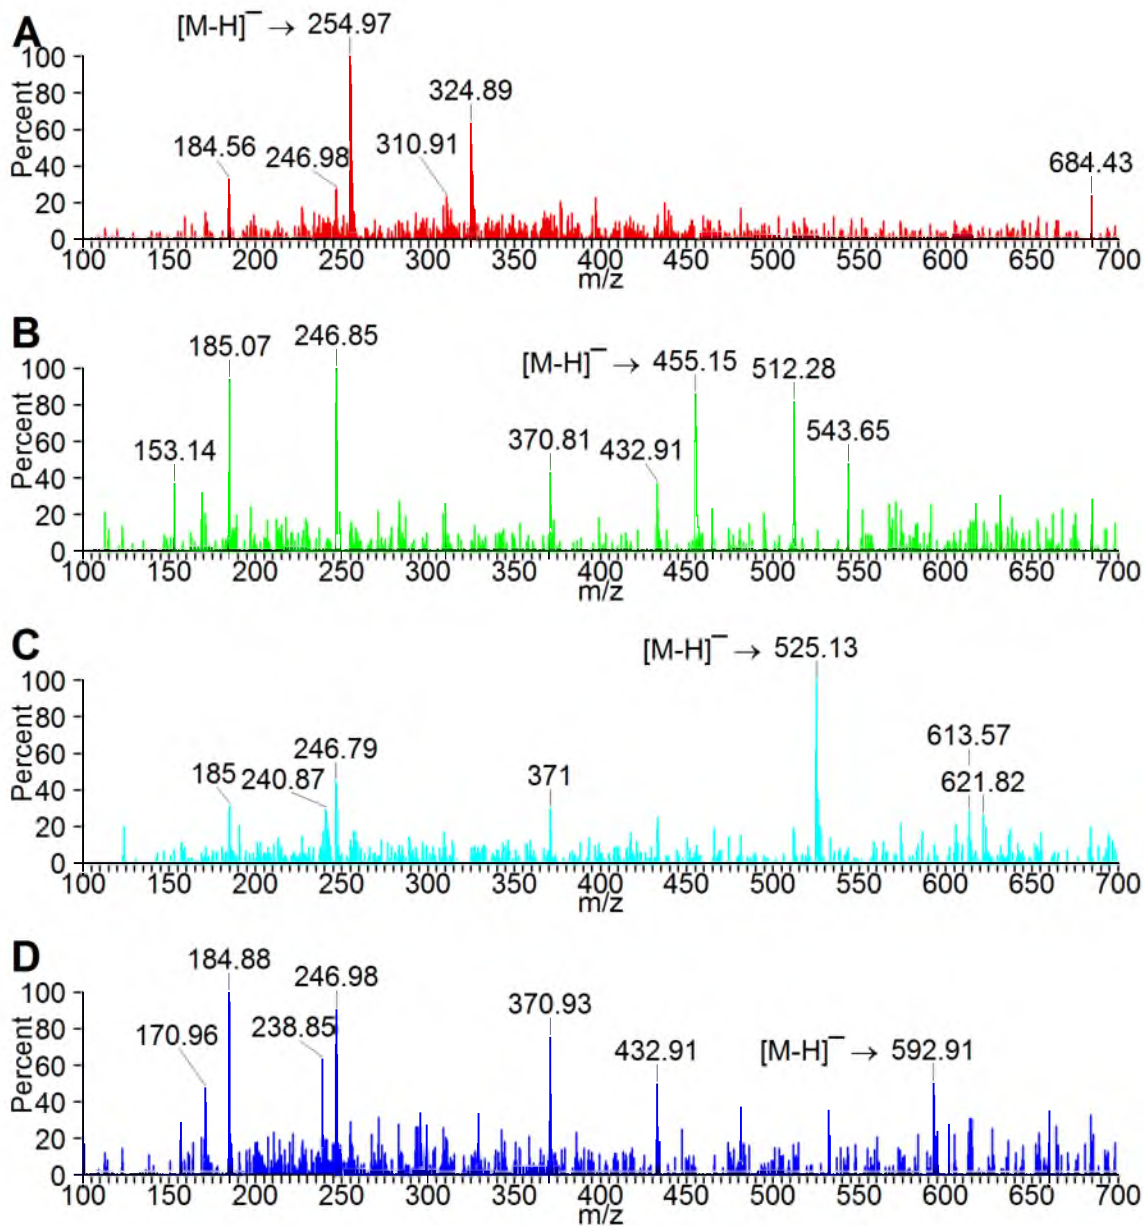 A
[M-H]⁻ → 254.97
324.89
184.56
246.98
310.91
684.43
Percent
100
80
60
40
20
0
100 150 200 250 300 350 400 450 500 550 600 650 700
m/z
B
185.07
246.85
[M-H]⁻ → 455.15
512.28
153.14
370.81
432.91
543.65
Percent
100
80
60
40
20
0
100 150 200 250 300 350 400 450 500 550 600 650 700
m/z
C
[M-H]⁻ → 525.13
185
240.87
246.79
371
613.57
621.82
Percent
100
80
60
40
20
0
100 150 200 250 300 350 400 450 500 550 600 650 700
m/z
D
184.88
246.98
170.96
238.85
370.93
432.91
[M-H]⁻ → 592.91
Percent
100
80
60
40
20
0
100 150 200 250 300 350 400 450 500 550 600 650 700
m/z